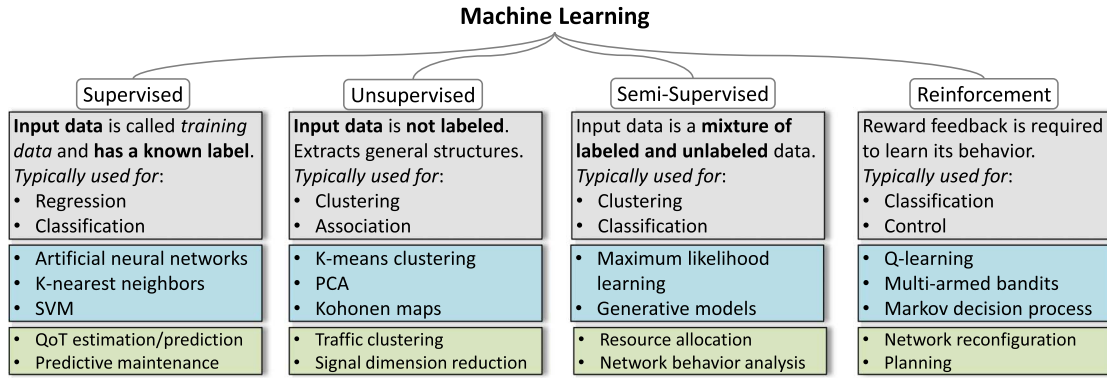 Machine Learning
Supervised
Input data is called training
data and has a known label.
Typically used for:
• Regression
• Classification
• Artificial neural networks
• K-nearest neighbors
• SVM
• QoT estimation/prediction
• Predictive maintenance
Unsupervised
Input data is not labeled.
Extracts general structures.
Typically used for:
• Clustering
• Association
• K-means clustering
• PCA
• Kohonen maps
• Traffic clustering
• Signal dimension reduction
Semi-Supervised
Input data is a mixture of
labeled and unlabeled data.
Typically used for:
• Clustering
• Classification
• Maximum likelihood
learning
• Generative models
• Resource allocation
• Network behavior analysis
Reinforcement
Reward feedback is required
to learn its behavior.
Typically used for:
• Classification
• Control
• Q-learning
• Multi-armed bandits
• Markov decision process
• Network reconfiguration
• Planning